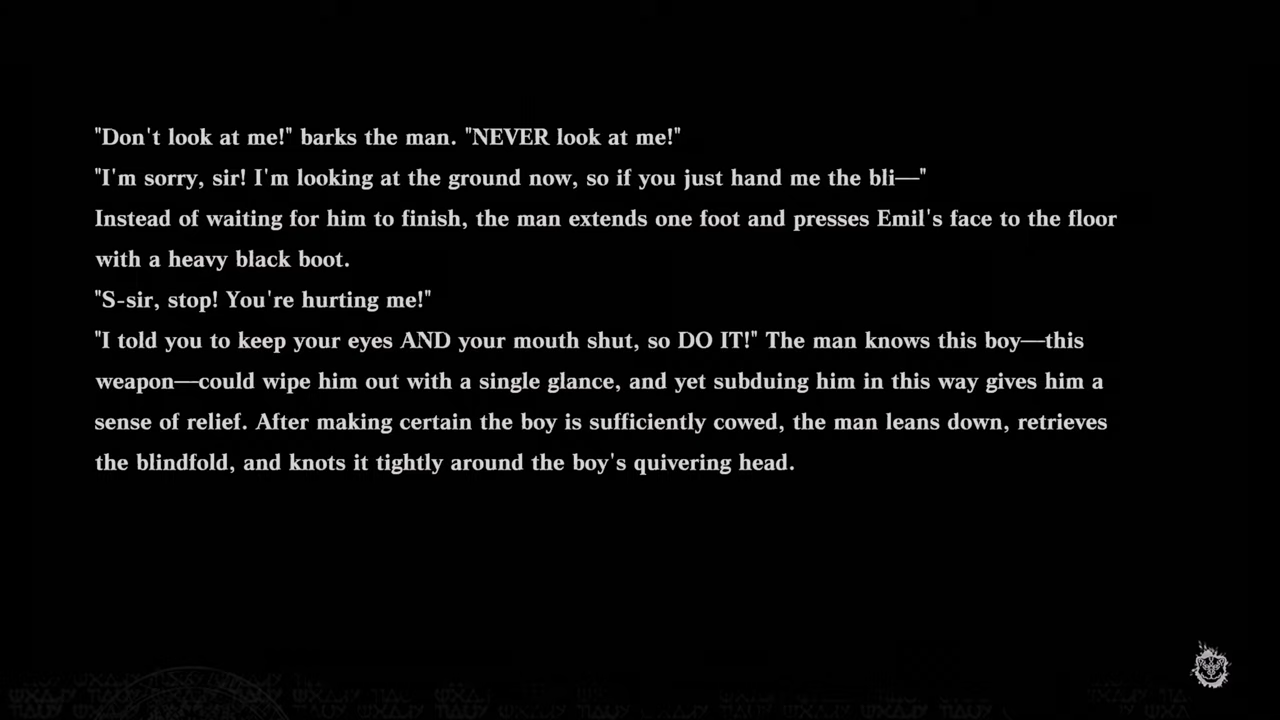 "Don't look at me!" barks the man. "NEVER look at me!"
"I'm sorry, sir! I'm looking at the ground now, so if you just hand me the bli—"
Instead of waiting for him to finish, the man extends one foot and presses Emil's face to the floor
with a heavy black boot.
"S-sir, stop! You're hurting me!"
"I told you to keep your eyes AND your mouth shut, so DO IT!" The man knows this boy—this
weapon—could wipe him out with a single glance, and yet subduing him in this way gives him a
sense of relief. After making certain the boy is sufficiently cowed, the man leans down, retrieves
the blindfold, and knots it tightly around the boy's quivering head.